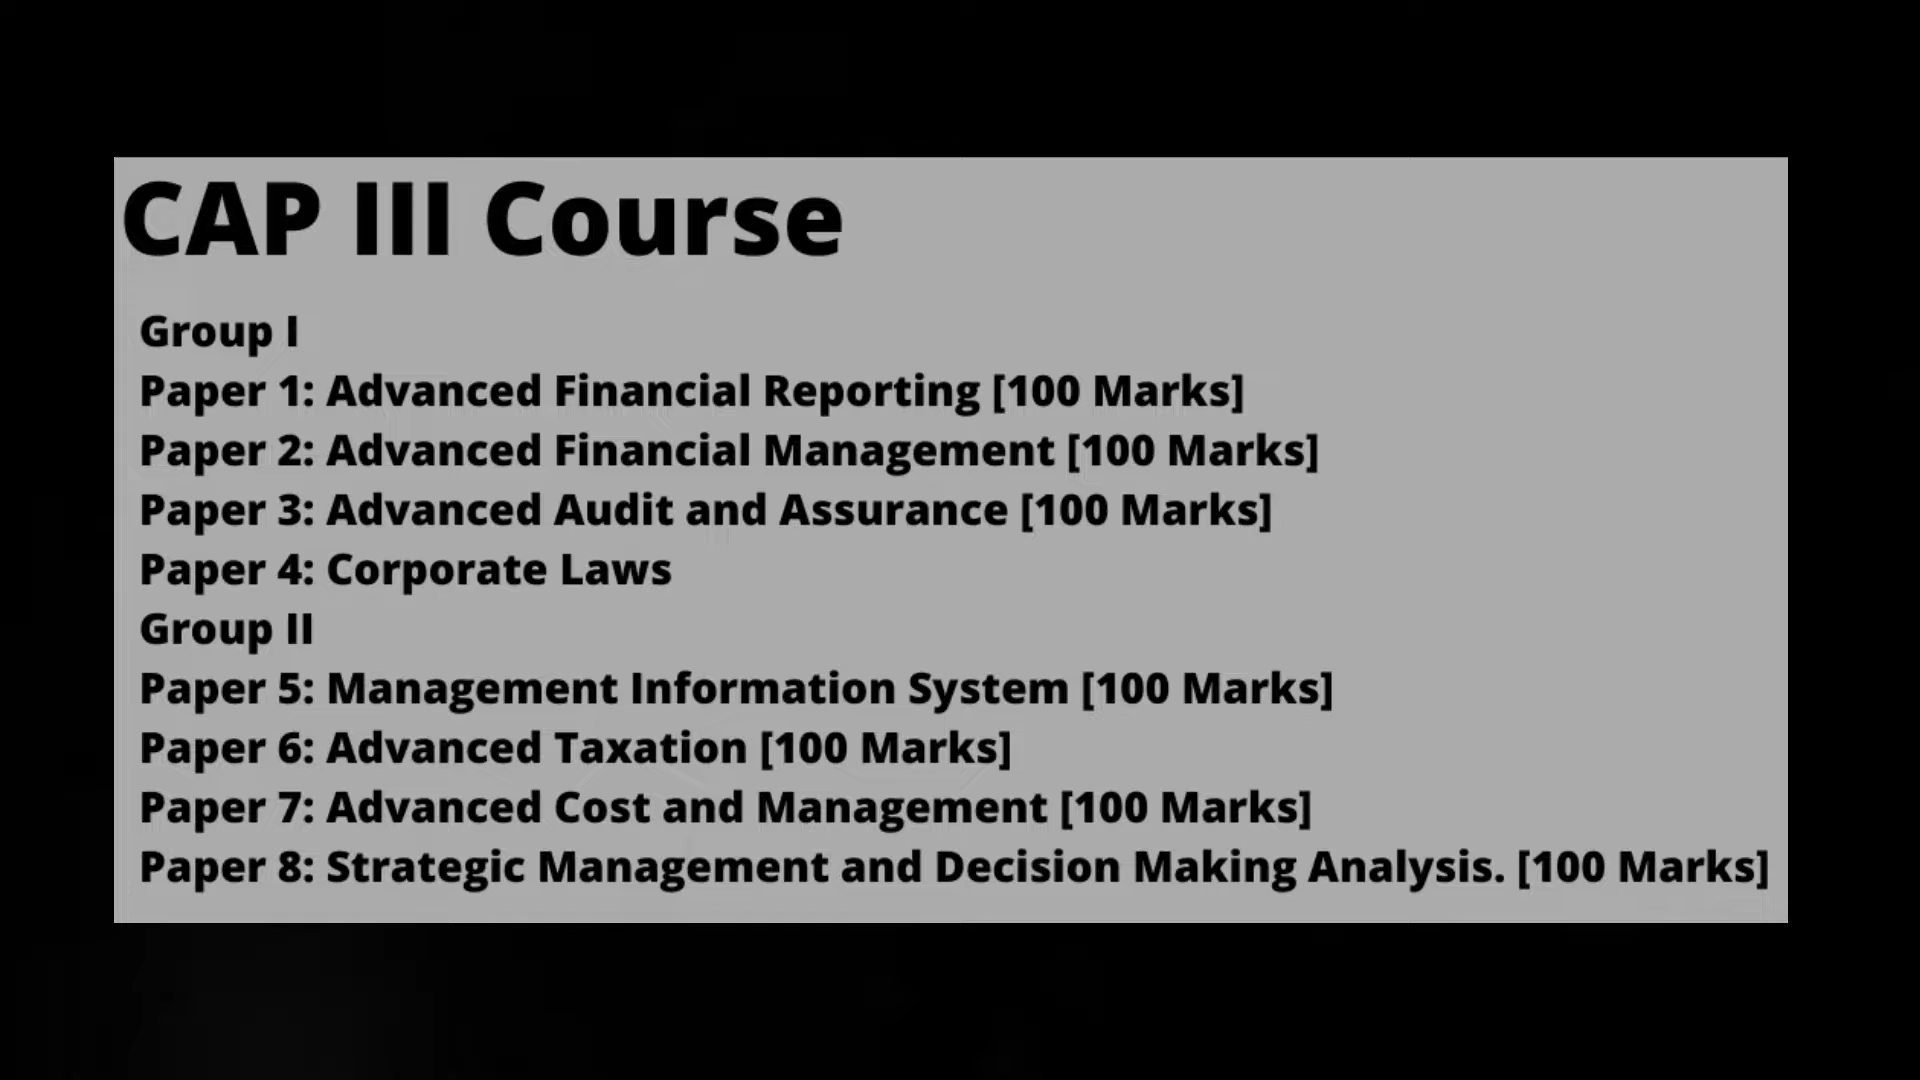 CAP III Course
Group I
Paper 1: Advanced Financial Reporting [100 Marks]
Paper 2: Advanced Financial Management [100 Marks]
Paper 3: Advanced Audit and Assurance [100 Marks]
Paper 4: Corporate Laws
Group II
Paper 5: Management Information System [100 Marks]
Paper 6: Advanced Taxation [100 Marks]
Paper 7: Advanced Cost and Management [100 Marks]
Paper 8: Strategic Management and Decision Making Analysis. [100 Marks]